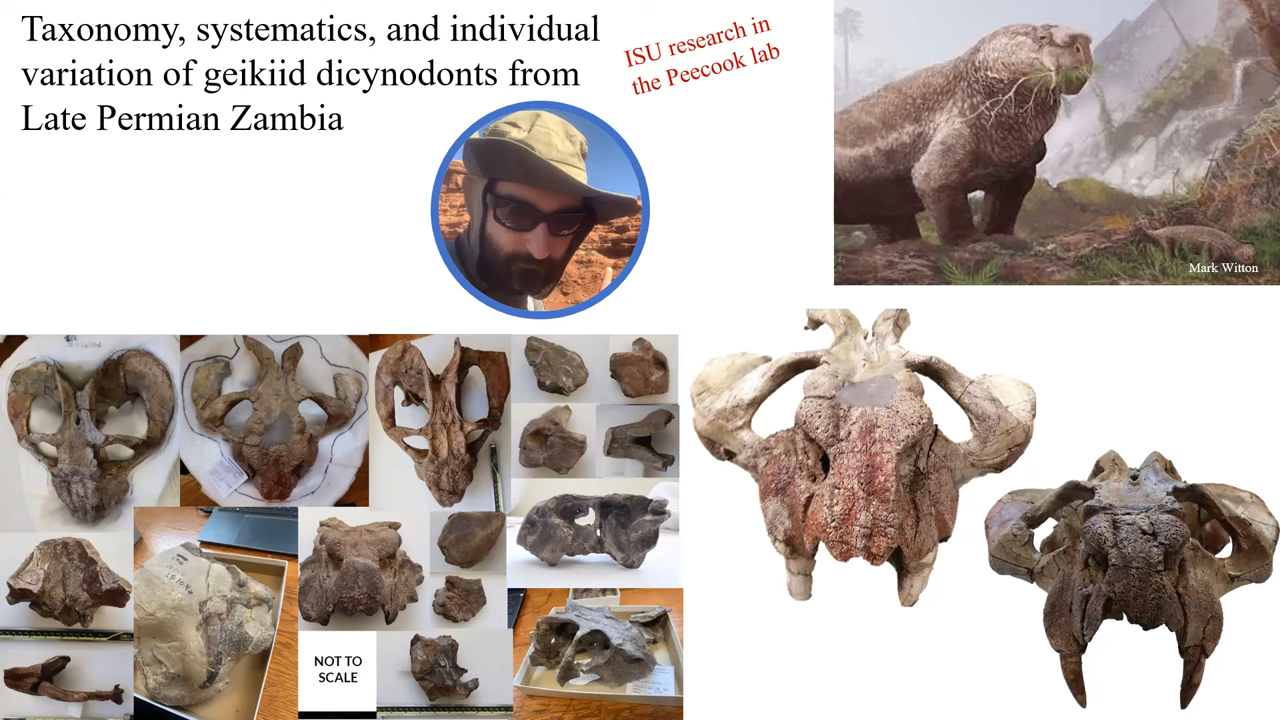 Taxonomy, systematics, and individual
variation of geikiid dicynodonts from
Late Permian Zambia
ISU research in
the Peecook lab
Mark Witton
NOT TO
SCALE